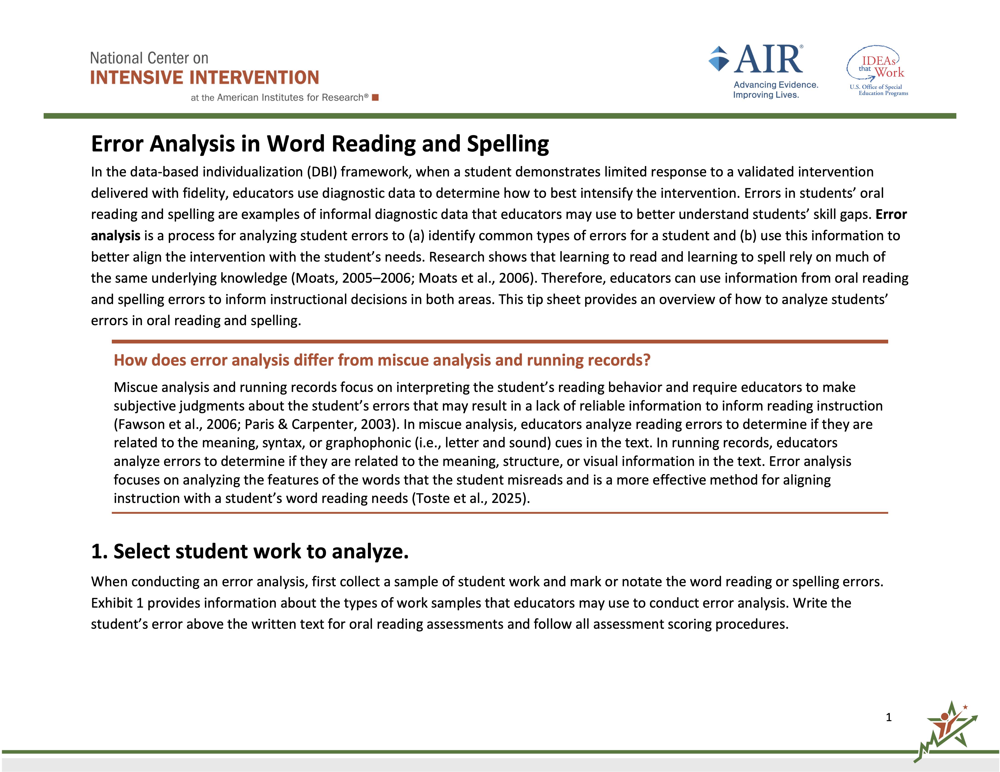 National Center on
INTENSIVE INTERVENTION
at the American Institutes for Research®
AIR®
Advancing Evidence.
Improving Lives.
IDEAs
that Work
U.S. Office of Special
Education Programs
Error Analysis in Word Reading and Spelling
In the data-based individualization (DBI) framework, when a student demonstrates limited response to a validated intervention
delivered with fidelity, educators use diagnostic data to determine how to best intensify the intervention. Errors in students’ oral
reading and spelling are examples of informal diagnostic data that educators may use to better understand students’ skill gaps. Error
analysis is a process for analyzing student errors to (a) identify common types of errors for a student and (b) use this information to
better align the intervention with the student’s needs. Research shows that learning to read and learning to spell rely on much of
the same underlying knowledge (Moats, 2005–2006; Moats et al., 2006). Therefore, educators can use information from oral reading
and spelling errors to inform instructional decisions in both areas. This tip sheet provides an overview of how to analyze students’
errors in oral reading and spelling.
How does error analysis differ from miscue analysis and running records?
Miscue analysis and running records focus on interpreting the student’s reading behavior and require educators to make
subjective judgments about the student’s errors that may result in a lack of reliable information to inform reading instruction
(Fawson et al., 2006; Paris & Carpenter, 2003). In miscue analysis, educators analyze reading errors to determine if they are
related to the meaning, syntax, or graphophonic (i.e., letter and sound) cues in the text. In running records, educators
analyze errors to determine if they are related to the meaning, structure, or visual information in the text. Error analysis
focuses on analyzing the features of the words that the student misreads and is a more effective method for aligning
instruction with a student’s word reading needs (Toste et al., 2025).
1. Select student work to analyze.
When conducting an error analysis, first collect a sample of student work and mark or notate the word reading or spelling errors.
Exhibit 1 provides information about the types of work samples that educators may use to conduct error analysis. Write the
student’s error above the written text for oral reading assessments and follow all assessment scoring procedures.
1